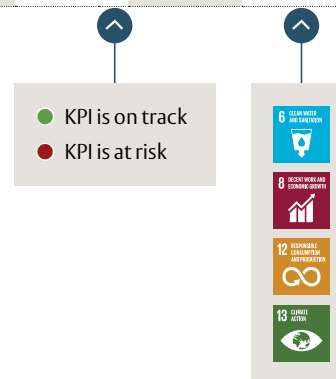 KPI is on track
KPI is at risk
6 CLEAN WATER
AND SANITATION
8 DECENT WORK AND
ECONOMIC GROWTH
12 RESPONSIBLE
CONSUMPTION
AND PRODUCTION
13 CLIMATE
ACTION